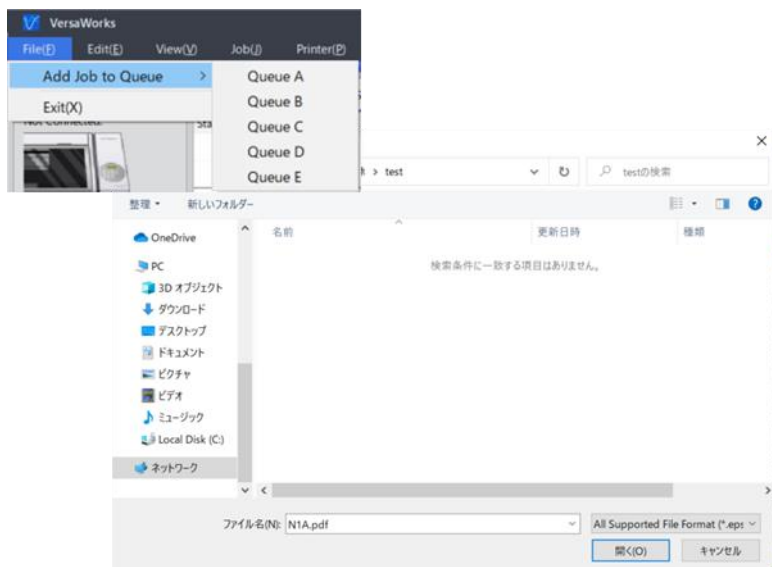 VersaWorks
File(F) Edit(E) View(V) Job(J) Printer(P)
Add Job to Queue >
Exit(X)
Queue A
Queue B
Queue C
Queue D
Queue E
Not Connected.
Sta
> test
testの検索
整理 新しいフォルダー
名前 更新日時 種類
検索条件に一致する項目はありません。
OneDrive
PC
3D オブジェクト
ダウンロード
デスクトップ
ドキュメント
ピクチャ
ビデオ
ミュージック
Local Disk (C:)
ネットワーク
ファイル名(N): N1A.pdf
All Supported File Format (*.eps
開く(O) キャンセル